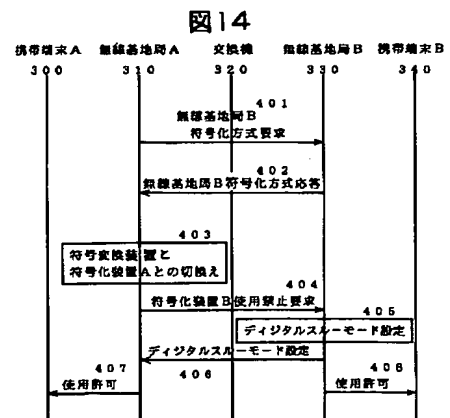 図14
携帯端末A 無線基地局A 交換機 無線基地局B 携帯端末B
300 310 320 330 340
401
無線基地局B
符号化方式要求
402
無線基地局B符号化方式応答
403
符号変換装置と
符号化装置Aとの切換え
404
符号化装置B使用禁止要求
405
ディジタルスルーモード設定
ディジタルスルーモード設定
406
407
使用許可
408
使用許可